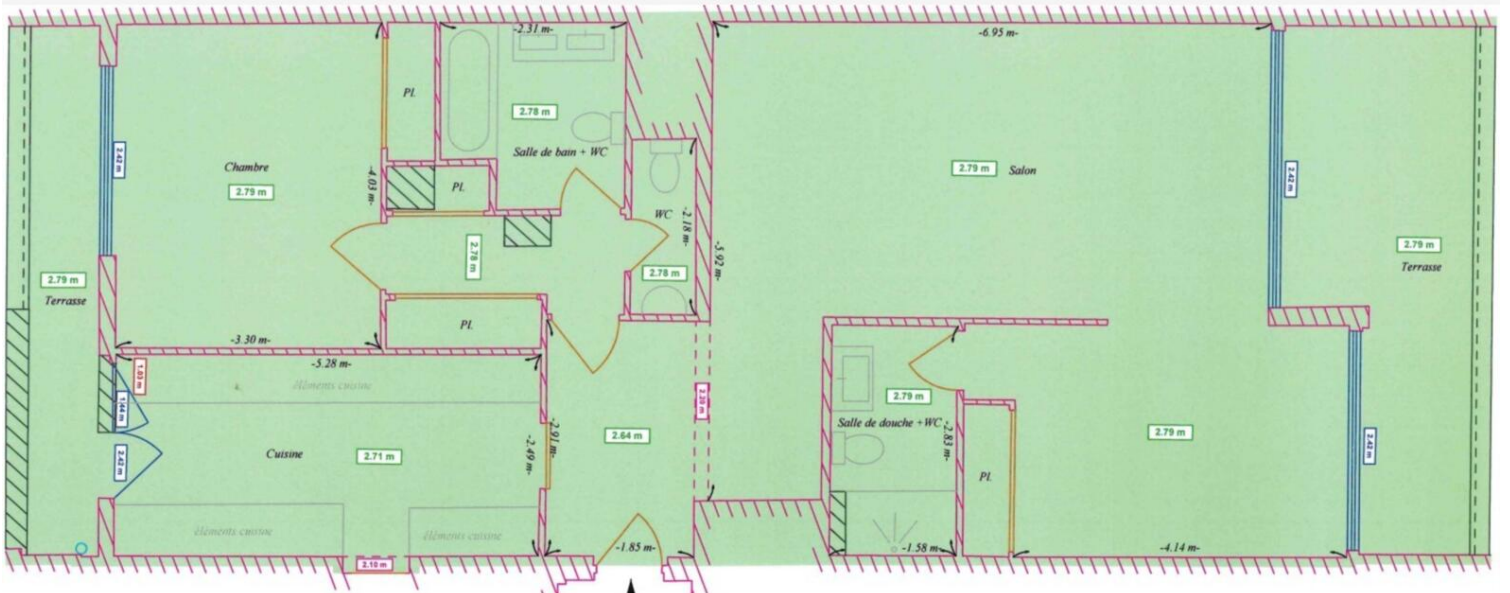 -2.31 m-
-6.95 m-
Pl.
2.78 m
Salle de bain + WC
2.42 m
Chambre
2.79 m
-4.03 m-
Pl.
2.79 m
Salon
2.42 m
WC
-2.18 m-
-5.92 m-
2.78 m
2.78 m
2.79 m
Terrasse
2.79 m
Terrasse
Pl.
-3.30 m-
-5.28 m-
1.03 m
éléments cuisine
1.44 m
2.20 m
2.79 m
Salle de douche +WC
-2.83 m-
2.42 m
Cuisine
2.71 m
-2.49 m-
-2.91 m-
2.64 m
2.79 m
2.42 m
Pl.
éléments cuisine
éléments cuisine
-1.85 m-
-1.58 m-
-4.14 m-
2.10 m